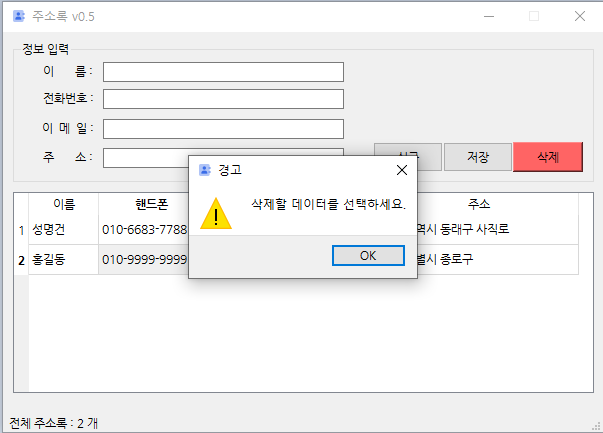 주소록 v0.5
정보 입력
이 름 :
전화번호 :
이 메 일 :
주 소 :
저장
삭제
경고
삭제할 데이터를 선택하세요.
OK
이름 핸드폰 주소
1 성명건 010-6683-7788 역시 동래구 사직로
2 홍길동 010-9999-9999 별시 종로구
전체 주소록 : 2 개